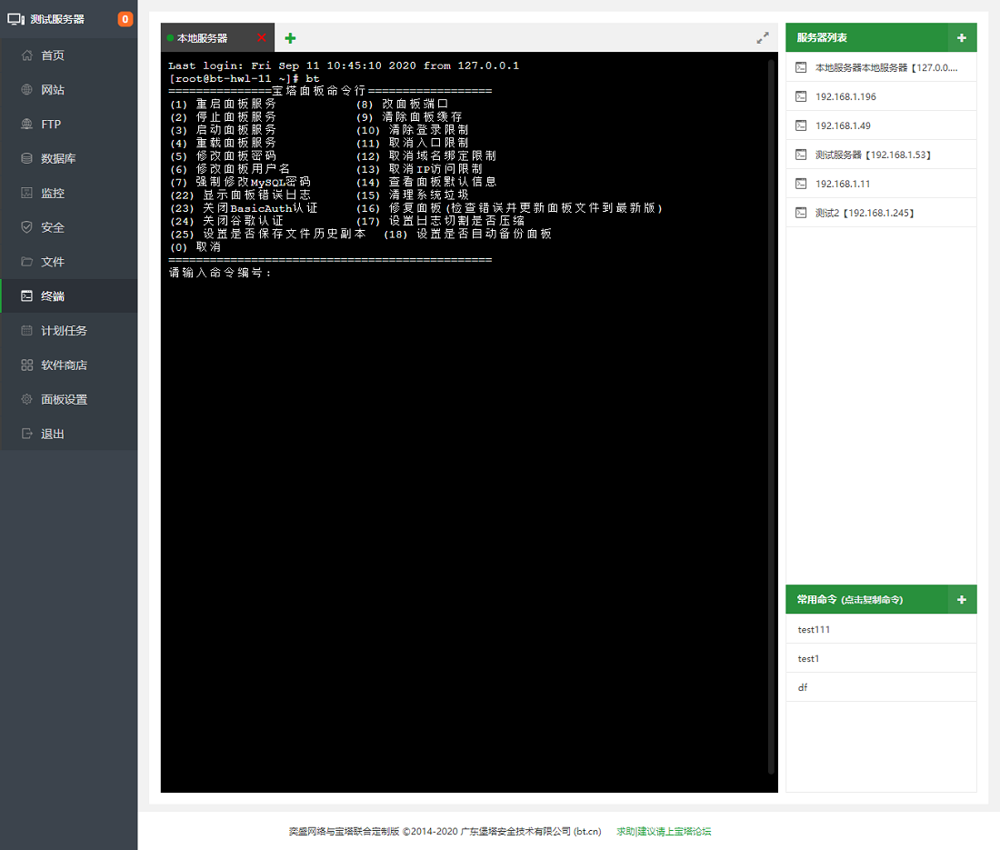 测试服务器 0
首页
网站
FTP
数据库
监控
安全
文件
终端
计划任务
软件商店
面板设置
退出
本地服务器
Last login: Fri Sep 11 10:45:10 2020 from 127.0.0.1
[root@bt-hwl-11 ~]# bt
===============宝塔面板命令行==================
(1) 重启面板服务 (8) 改面板端口
(2) 停止面板服务 (9) 清除面板缓存
(3) 启动面板服务 (10) 清除登录限制
(4) 重载面板服务 (11) 取消入口限制
(5) 修改面板密码 (12) 取消域名绑定限制
(6) 修改面板用户名 (13) 取消IP访问限制
(7) 强制修改MySQL密码 (14) 查看面板默认信息
(22) 显示面板错误日志 (15) 清理系统垃圾
(23) 关闭BasicAuth认证 (16) 修复面板(检查错误并更新面板文件到最新版)
(24) 关闭谷歌认证 (17) 设置日志切割是否压缩
(25) 设置是否保存文件历史副本 (18) 设置是否自动备份面板
(0) 取消
===============================================
请输入命令编号：
服务器列表
本地服务器本地服务器【127.0.0....
192.168.1.196
192.168.1.49
测试服务器【192.168.1.53】
192.168.1.11
测试2【192.168.1.245】
常用命令 (点击复制命令)
test111
test1
df
奕盛网络与宝塔联合定制版 ©2014-2020 广东堡塔安全技术有限公司 (bt.cn) 求助|建议请上宝塔论坛